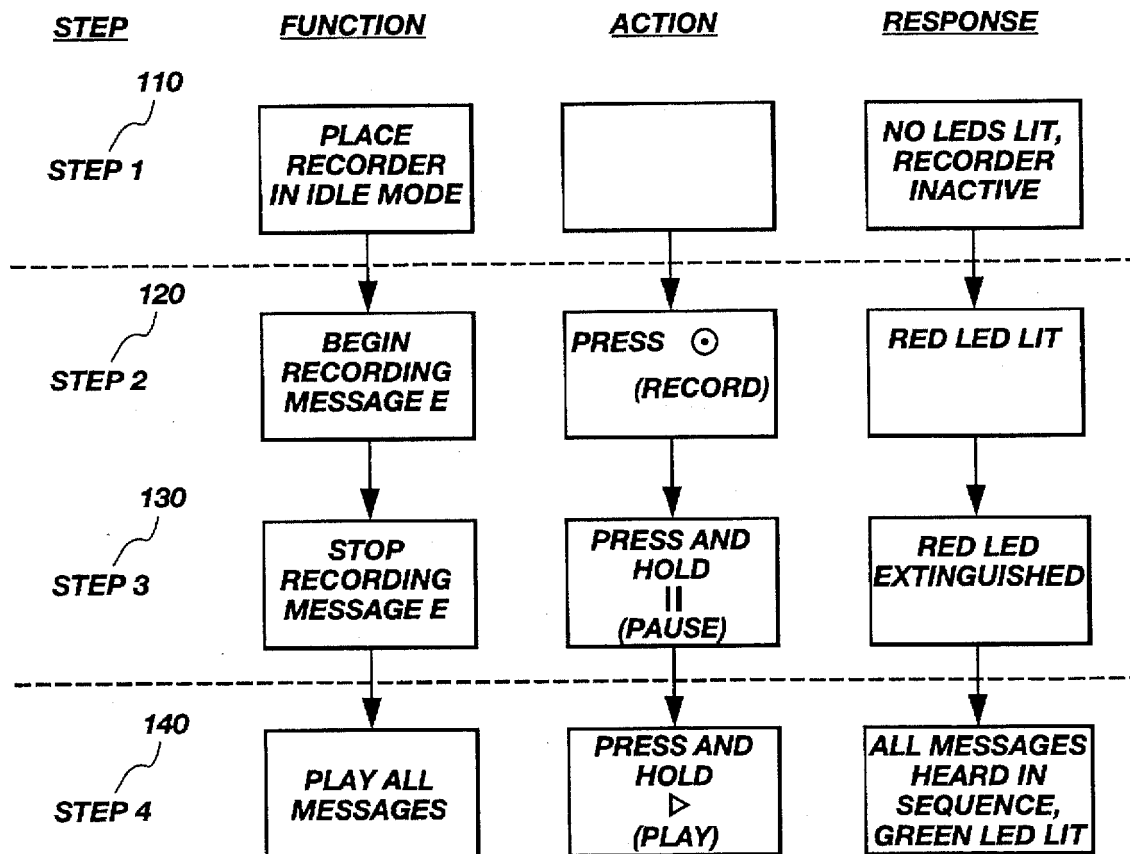 STEP FUNCTION ACTION RESPONSE
110
STEP 1
PLACE
RECORDER
IN IDLE MODE
NO LEDS LIT,
RECORDER
INACTIVE
120
STEP 2
BEGIN
RECORDING
MESSAGE E
PRESS
(RECORD)
RED LED LIT
130
STEP 3
STOP
RECORDING
MESSAGE E
PRESS AND
HOLD
(PAUSE)
RED LED
EXTINGUISHED
140
STEP 4
PLAY ALL
MESSAGES
PRESS AND
HOLD
(PLAY)
ALL MESSAGES
HEARD IN
SEQUENCE,
GREEN LED LIT